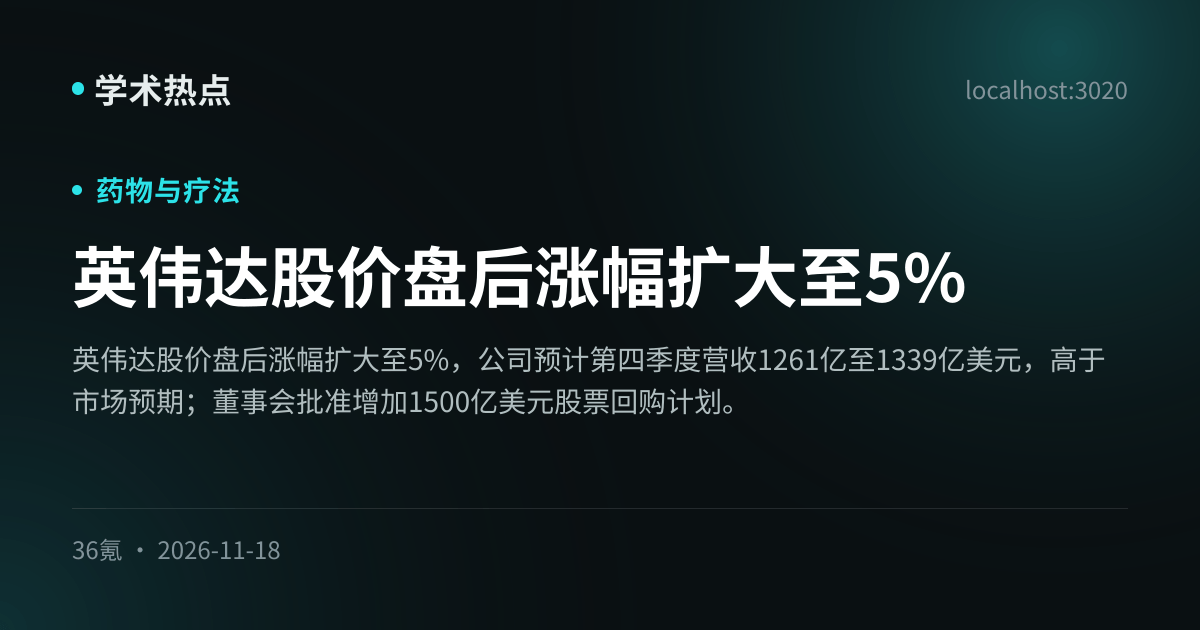 学术热点
localhost:3020
药物与疗法
英伟达股价盘后涨幅扩大至5%
英伟达股价盘后涨幅扩大至5%，公司预计第四季度营收1261亿至1339亿美元，高于
市场预期；董事会批准增加1500亿美元股票回购计划。
36氪 · 2026-11-18